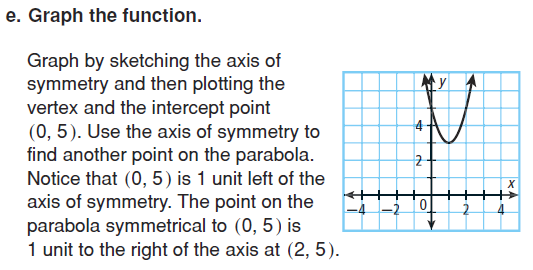 e. Graph the function.
Graph by sketching the axis of
symmetry and then plotting the
vertex and the intercept point
(0, 5). Use the axis of symmetry to
find another point on the parabola.
Notice that (0, 5) is 1 unit left of the
axis of symmetry. The point on the
parabola symmetrical to (0, 5) is
1 unit to the right of the axis at (2, 5).
y
4
2
x
−4 −2 0 2 4